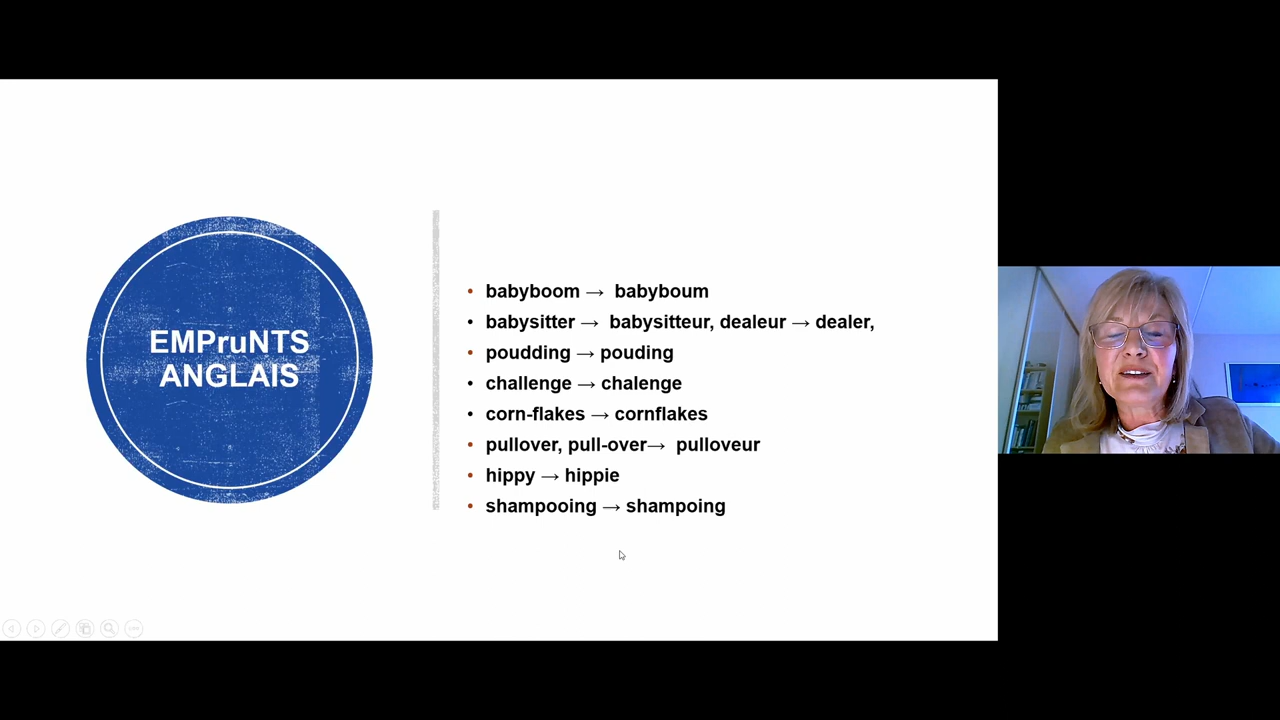 EMPruNTS
ANGLAIS
• babyboom → babyboum
• babysitter → babysitteur, dealeur → dealer,
• poudding → pouding
• challenge → chalenge
• corn-flakes → cornflakes
• pullover, pull-over→ pulloveur
• hippy → hippie
• shampooing → shampoing